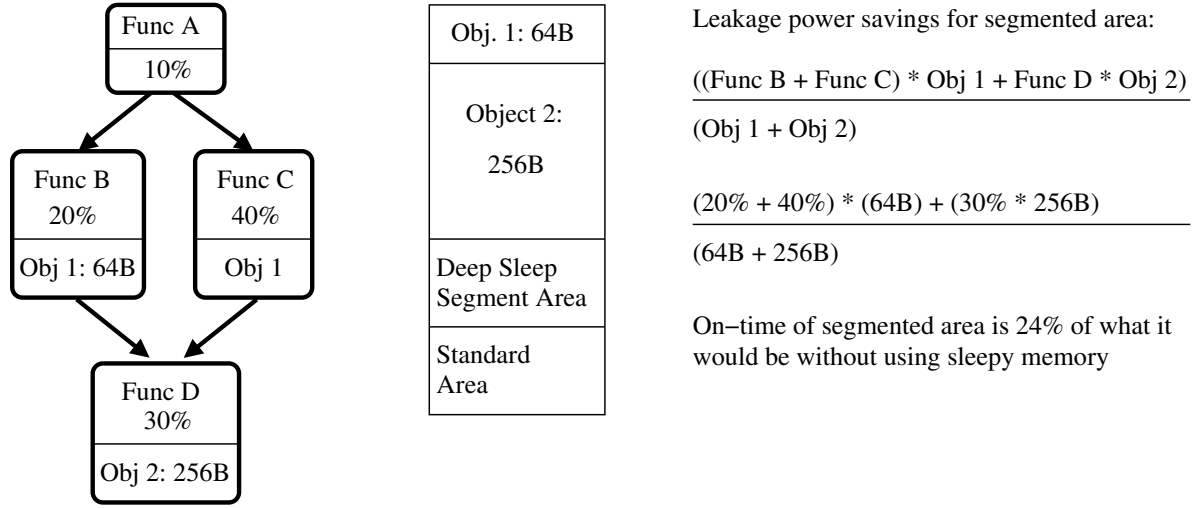 Func A
10%
Func B
20%
Obj 1: 64B
Func C
40%
Obj 1
Func D
30%
Obj 2: 256B
Obj. 1: 64B
Object 2:
256B
Deep Sleep
Segment Area
Standard
Area
Leakage power savings for segmented area:
((Func B + Func C) * Obj 1 + Func D * Obj 2)
(Obj 1 + Obj 2)
(20% + 40%) * (64B) + (30% * 256B)
(64B + 256B)
On−time of segmented area is 24% of what it
would be without using sleepy memory